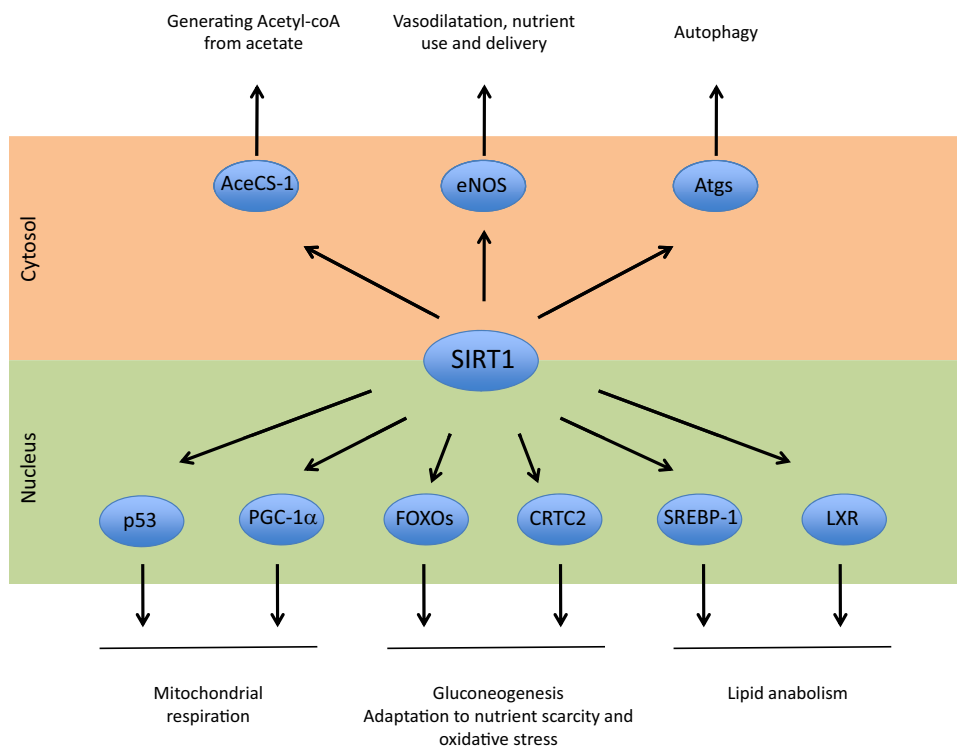 Generating Acetyl-coA
from acetate
Vasodilatation, nutrient
use and delivery
Autophagy
AceCS-1
eNOS
Atgs
Cytosol
SIRT1
Nucleus
p53
PGC-1α
FOXOs
CRTC2
SREBP-1
LXR
Mitochondrial
respiration
Gluconeogenesis
Adaptation to nutrient scarcity and
oxidative stress
Lipid anabolism